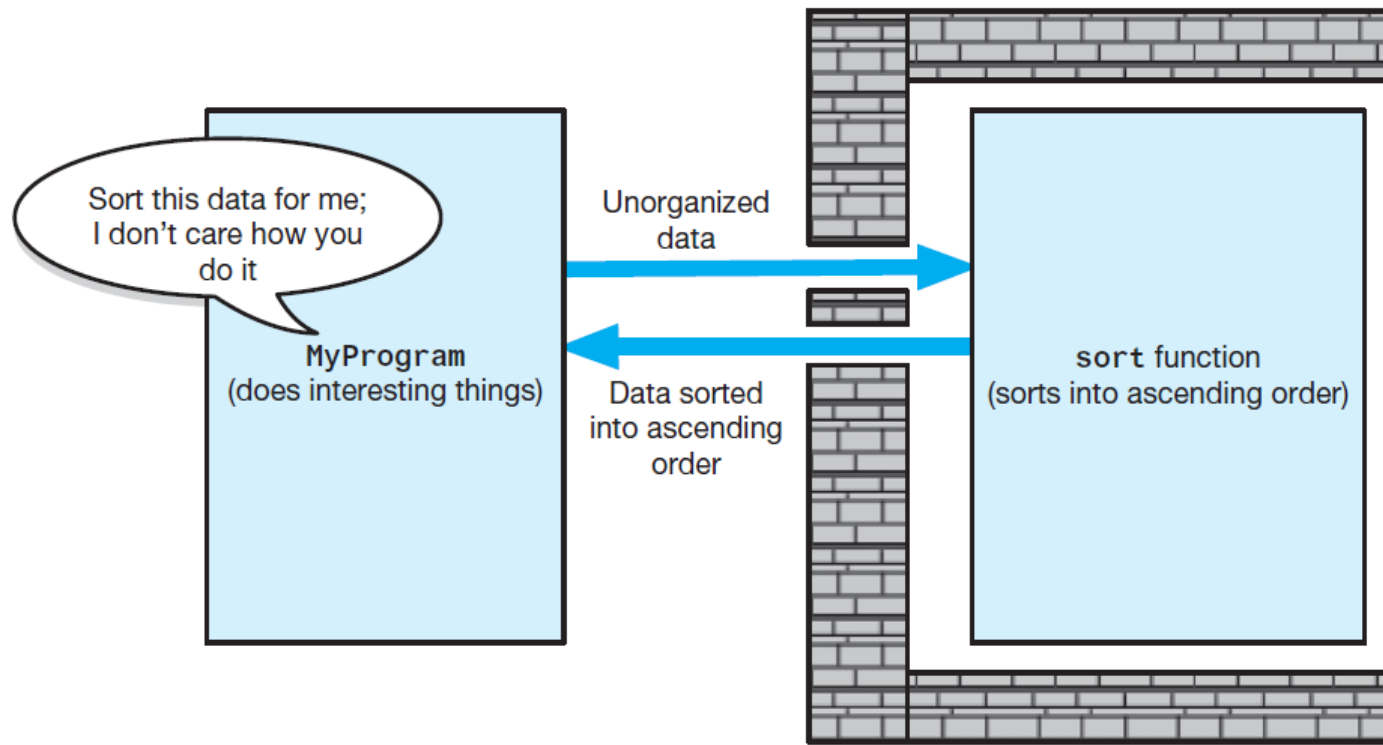 Sort this data for me;
I don’t care how you
do it
MyProgram
(does interesting things)
Unorganized
data
Data sorted
into ascending
order
sort function
(sorts into ascending order)